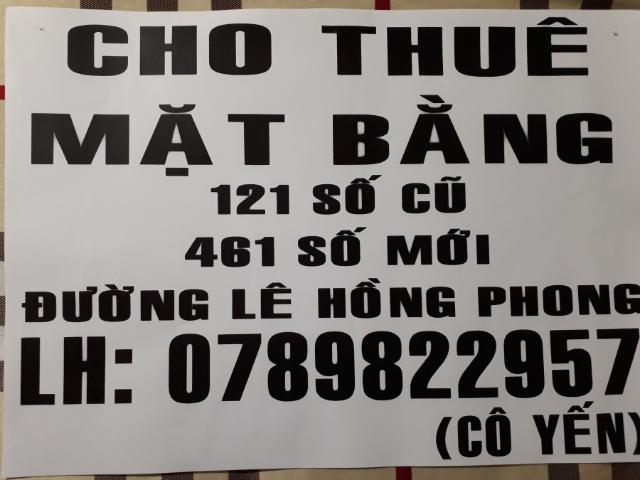 CHO THUÊ
MẶT BẰNG
121 SỐ CŨ
461 SỐ MỚI
ĐƯỜNG LÊ HỒNG PHONG
LH: 0789822957
(CÔ YẾN)